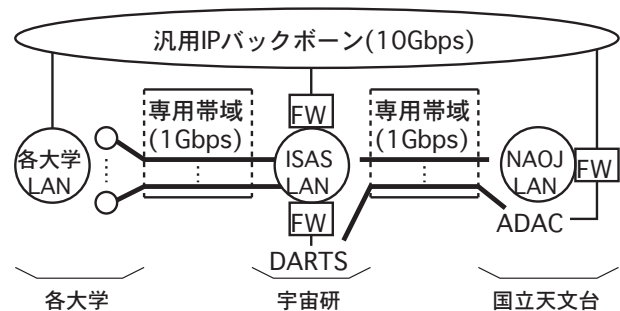 汎用IPバックボーン(10Gbps)
専用帯域
(1Gbps)
FW
専用帯域
(1Gbps)
各大学
LAN
⋮
⋮
ISAS
LAN
⋮
NAOJ
LAN
FW
FW
ADAC
DARTS
各大学
宇宙研
国立天文台